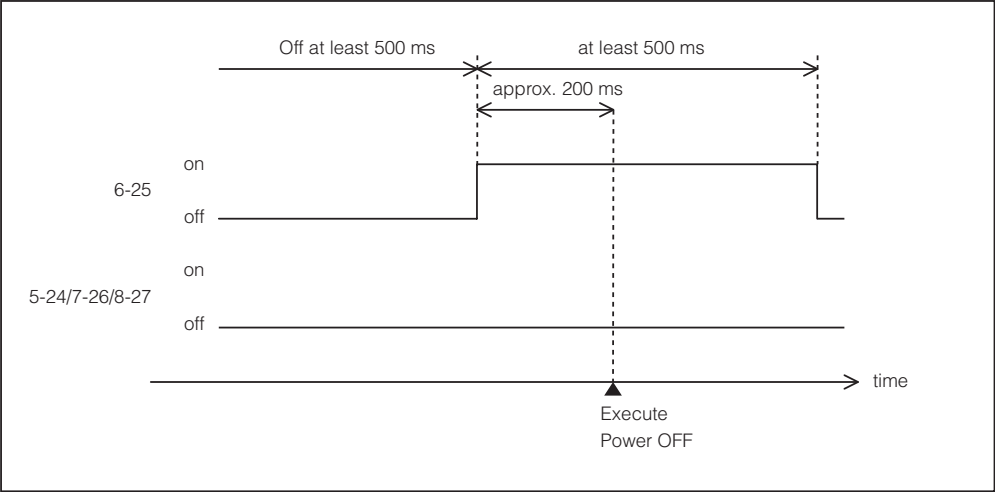 Off at least 500 ms
at least 500 ms
approx. 200 ms
on
6-25
off
on
5-24/7-26/8-27
off
time
Execute
Power OFF